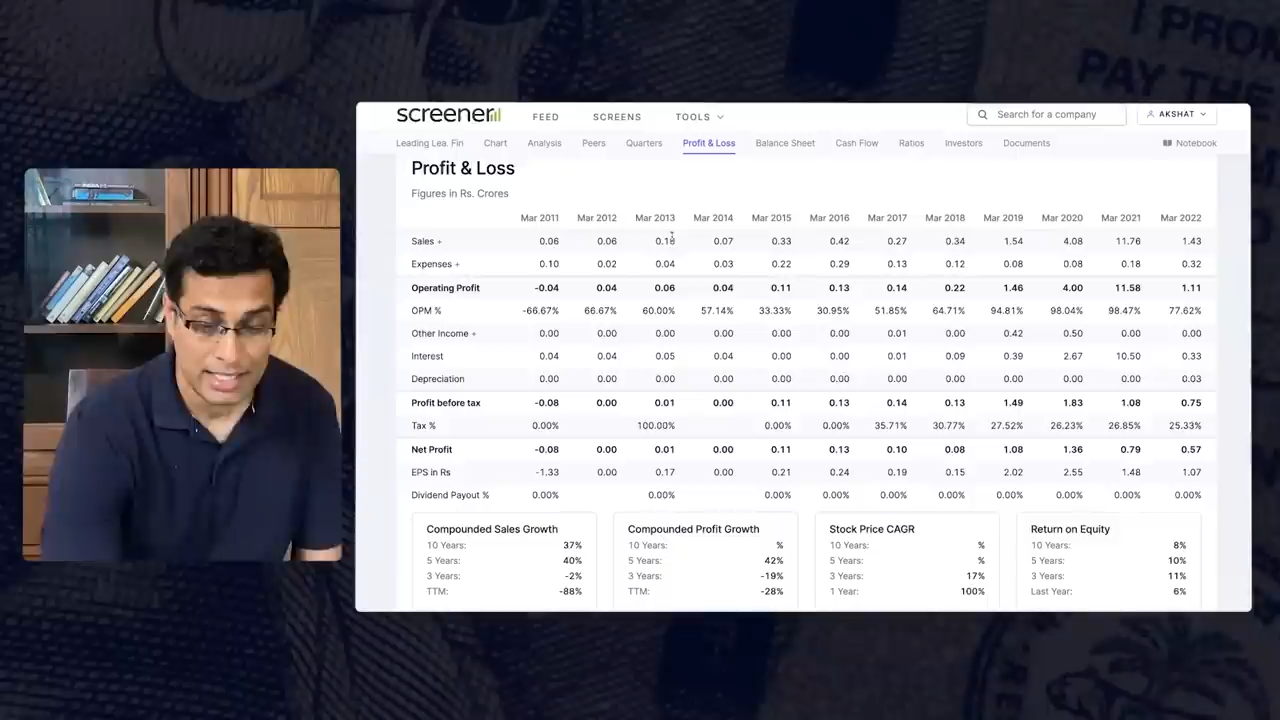 I PROM
PAY THE
screener
FEED SCREENS TOOLS
Search for a company
AKSHAT
Leading Lea. Fin Chart Analysis Peers Quarters Profit & Loss Balance Sheet Cash Flow Ratios Investors Documents Notebook
Profit & Loss
Figures in Rs. Crores
Mar 2011 Mar 2012 Mar 2013 Mar 2014 Mar 2015 Mar 2016 Mar 2017 Mar 2018 Mar 2019 Mar 2020 Mar 2021 Mar 2022
Sales + 0.06 0.06 0.07 0.33 0.42 0.27 0.34 1.54 4.08 11.76 1.43
Expenses + 0.10 0.02 0.04 0.03 0.22 0.29 0.13 0.12 0.08 0.08 0.18 0.32
Operating Profit -0.04 0.04 0.06 0.04 0.11 0.13 0.14 0.22 1.46 4.00 11.58 1.11
OPM % -66.67% 66.67% 60.00% 57.14% 33.33% 30.95% 51.85% 64.71% 94.81% 98.04% 98.47% 77.62%
Other Income + 0.00 0.00 0.00 0.00 0.00 0.00 0.01 0.00 0.42 0.50 0.00 0.00
Interest 0.04 0.04 0.05 0.04 0.00 0.00 0.01 0.09 0.39 2.67 10.50 0.33
Depreciation 0.00 0.00 0.00 0.00 0.00 0.00 0.00 0.00 0.00 0.00 0.00 0.03
Profit before tax -0.08 0.00 0.01 0.00 0.11 0.13 0.14 0.13 1.49 1.83 1.08 0.75
Tax % 0.00% 100.00% 0.00% 0.00% 35.71% 30.77% 27.52% 26.23% 26.85% 25.33%
Net Profit -0.08 0.00 0.01 0.00 0.11 0.13 0.10 0.08 1.08 1.36 0.79 0.57
EPS in Rs -1.33 0.00 0.17 0.00 0.21 0.24 0.19 0.15 2.02 2.55 1.48 1.07
Dividend Payout % 0.00% 0.00% 0.00% 0.00% 0.00% 0.00% 0.00% 0.00% 0.00% 0.00%
Compounded Sales Growth
10 Years: 37%
5 Years: 40%
3 Years: -2%
TTM: -88%
Compounded Profit Growth
10 Years: %
5 Years: 42%
3 Years: -19%
TTM: -28%
Stock Price CAGR
10 Years: %
5 Years: %
3 Years: 17%
1 Year: 100%
Return on Equity
10 Years: 8%
5 Years: 10%
3 Years: 11%
Last Year: 6%